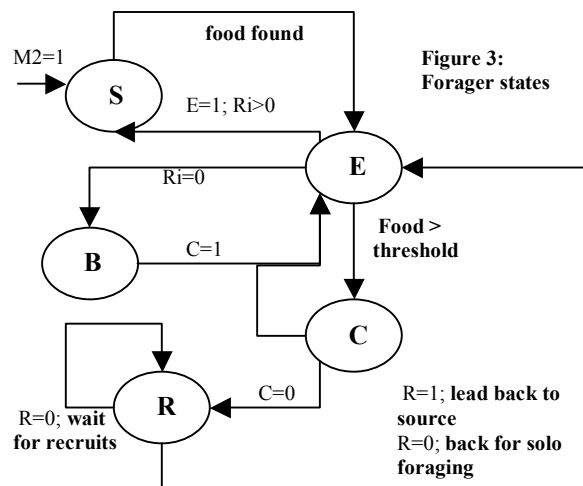 food found
Figure 3:
Forager states
M2=1
S
E=1; Ri>0
E
Ri=0
Food >
threshold
B
C=1
C
C=0
R
R=0; wait
for recruits
R=1; lead back to
source
R=0; back for solo
foraging